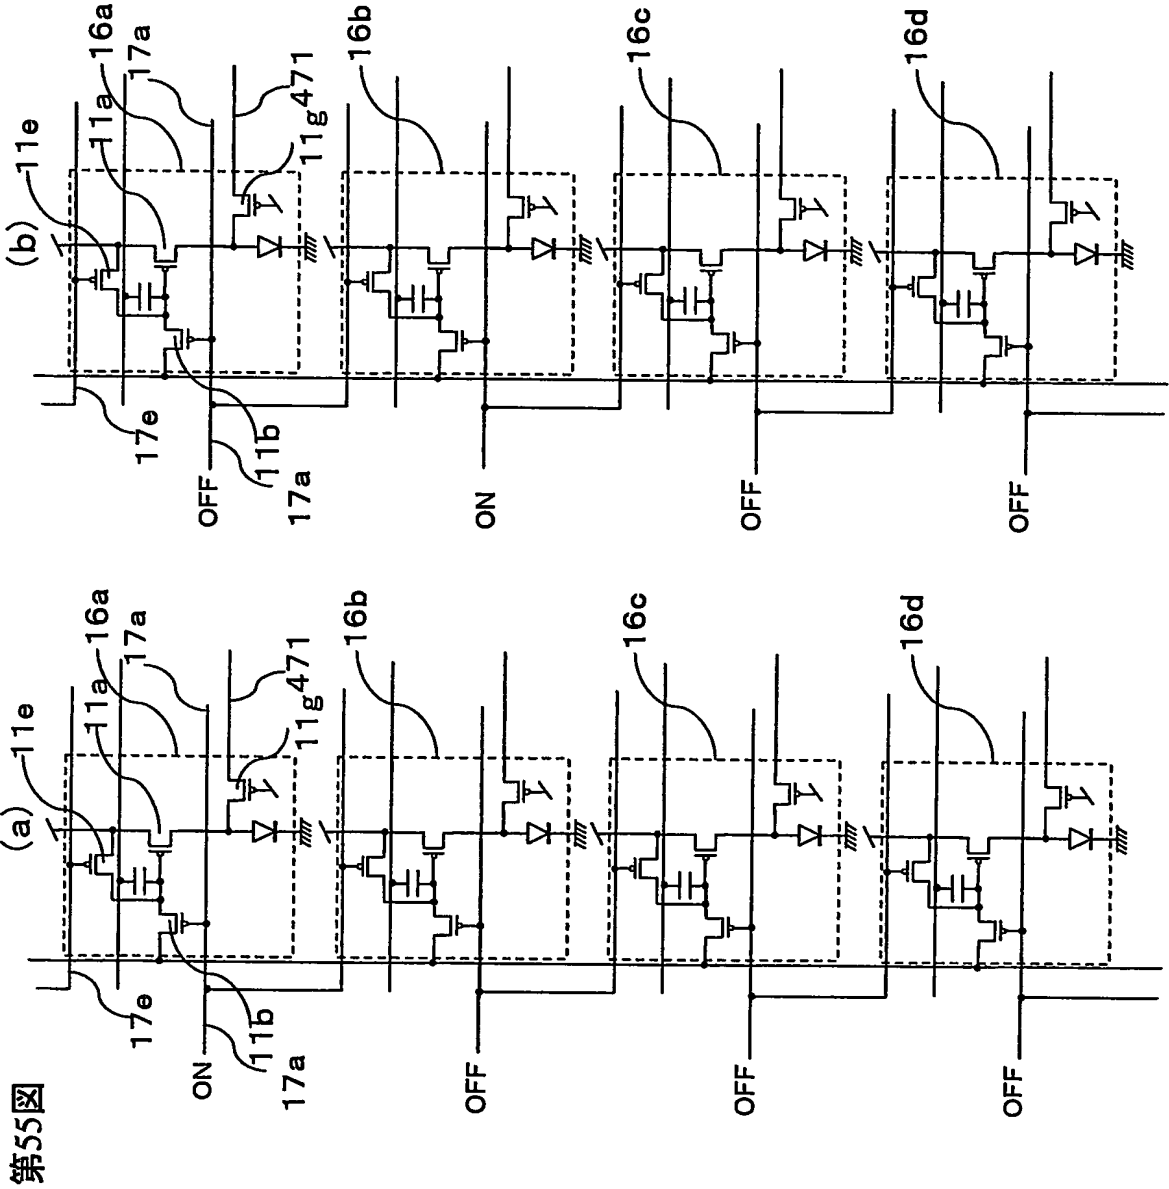 第55図
(a)
11e
11a
16a
17a
471
11g
17e
11b
17a
ON
16b
OFF
16c
OFF
16d
OFF
(b)
11e
11a
16a
17a
471
11g
17e
11b
17a
OFF
16b
ON
16c
OFF
16d
OFF